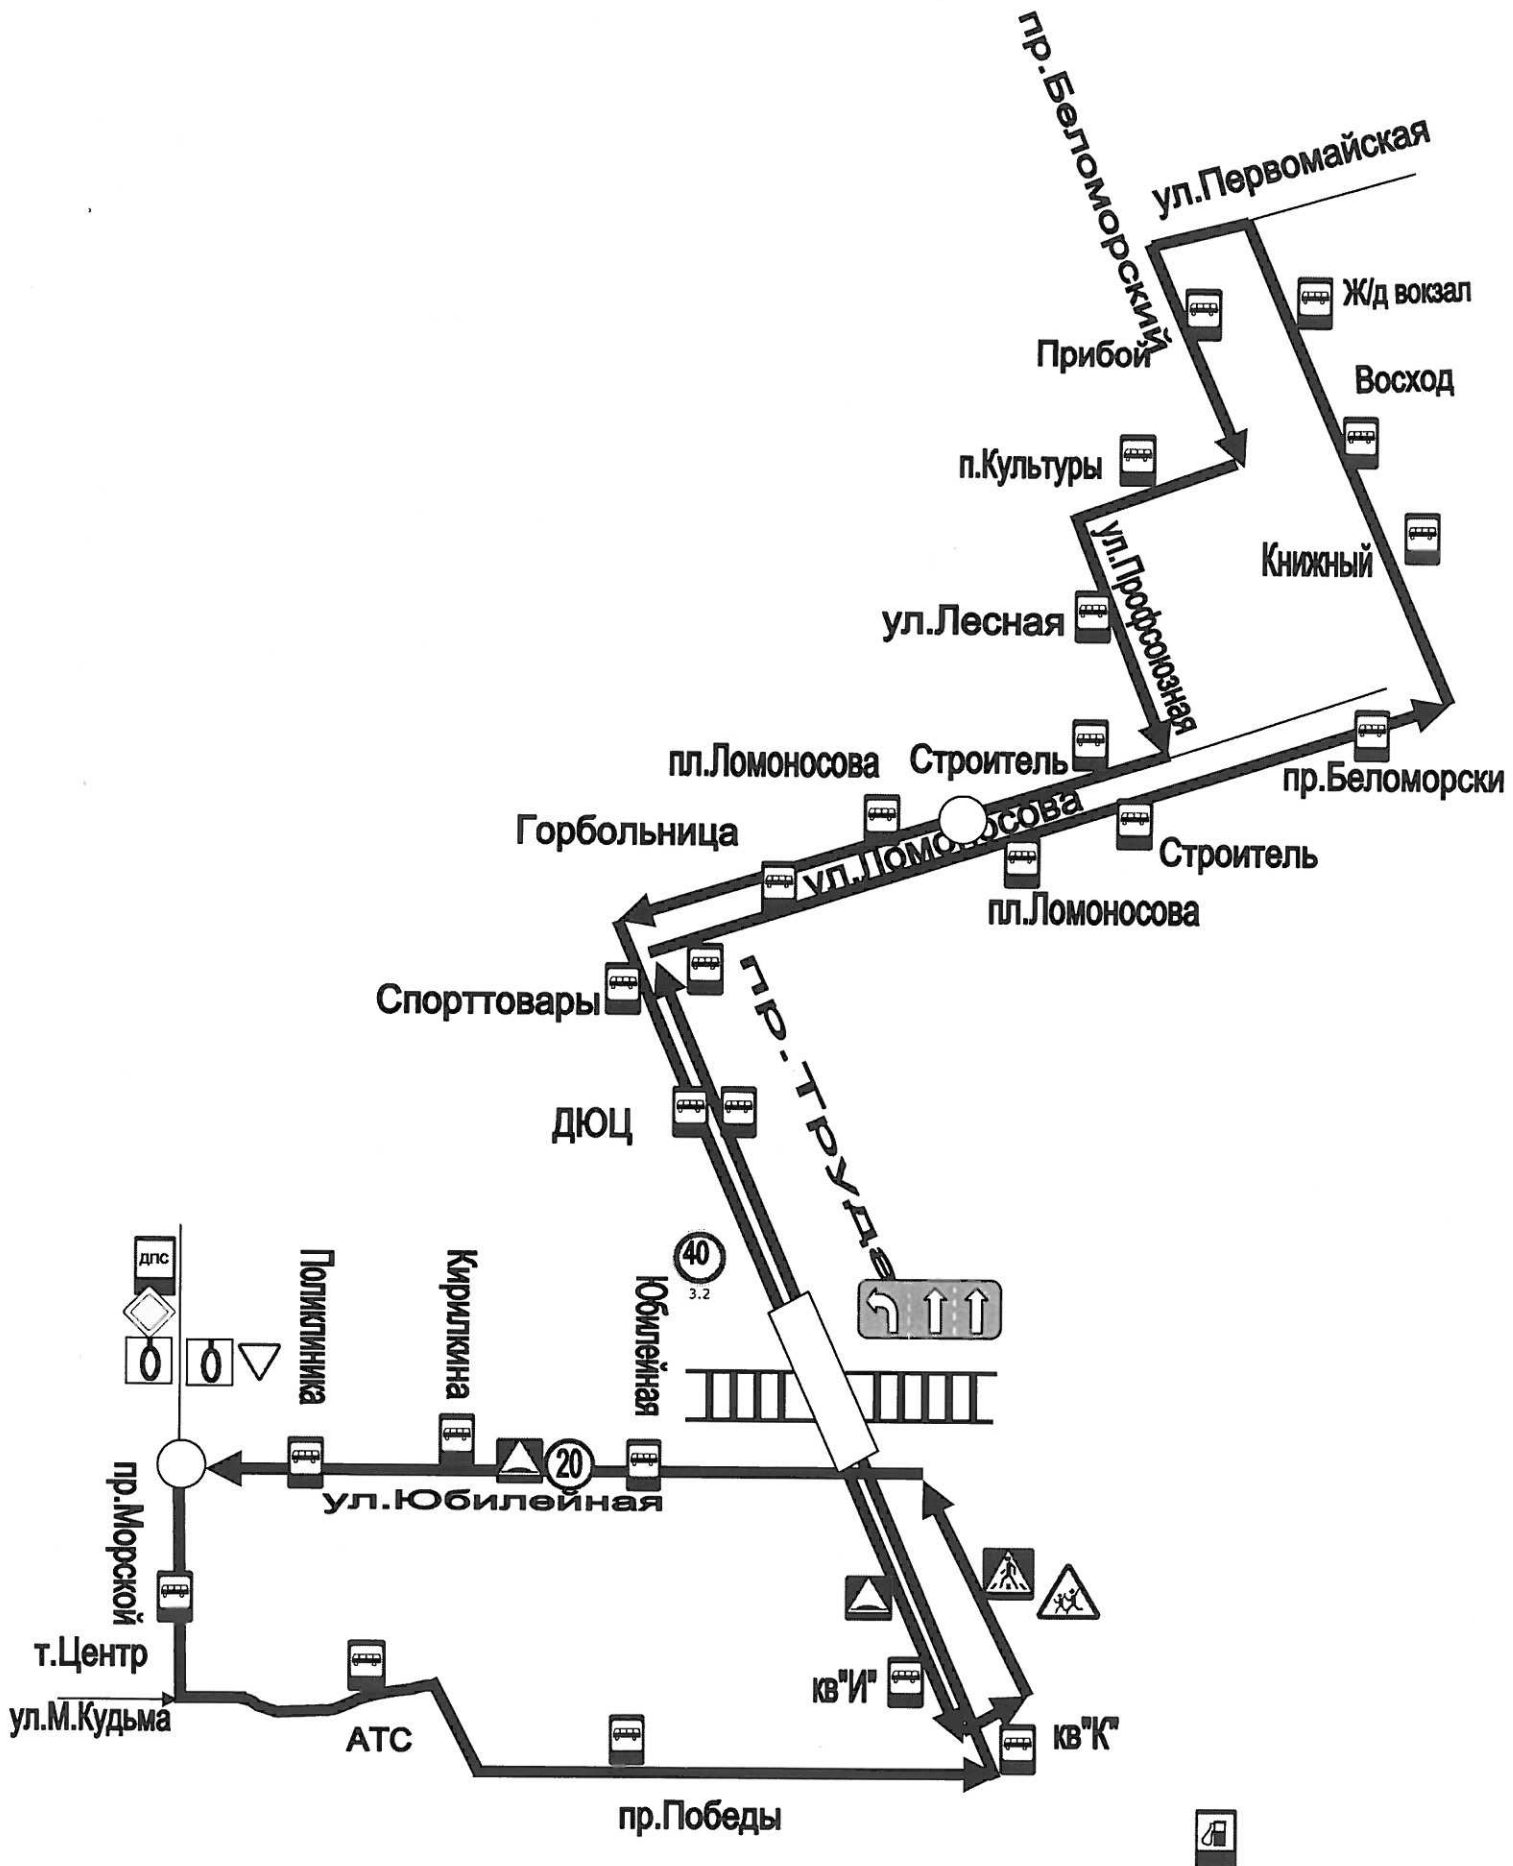 пр.Беломорский
ул.Первомайская
Ж/д вокзал
Прибой
Восход
п.Культуры
Книжный
ул.Профсоюзная
ул.Лесная
пл.Ломоносова
Строитель
пр.Беломорски
Горбольница
ул.Ломоносова
Строитель
пл.Ломоносова
Спорттовары
пр.Труда
ДЮЦ
40
3.2
ДПС
Поликлиника
Кирилкина
Юбилейная
20
ул.Юбилейная
пр.Морской
т.Центр
ул.М.Кудьма
АТС
кв"И"
кв"К"
пр.Победы